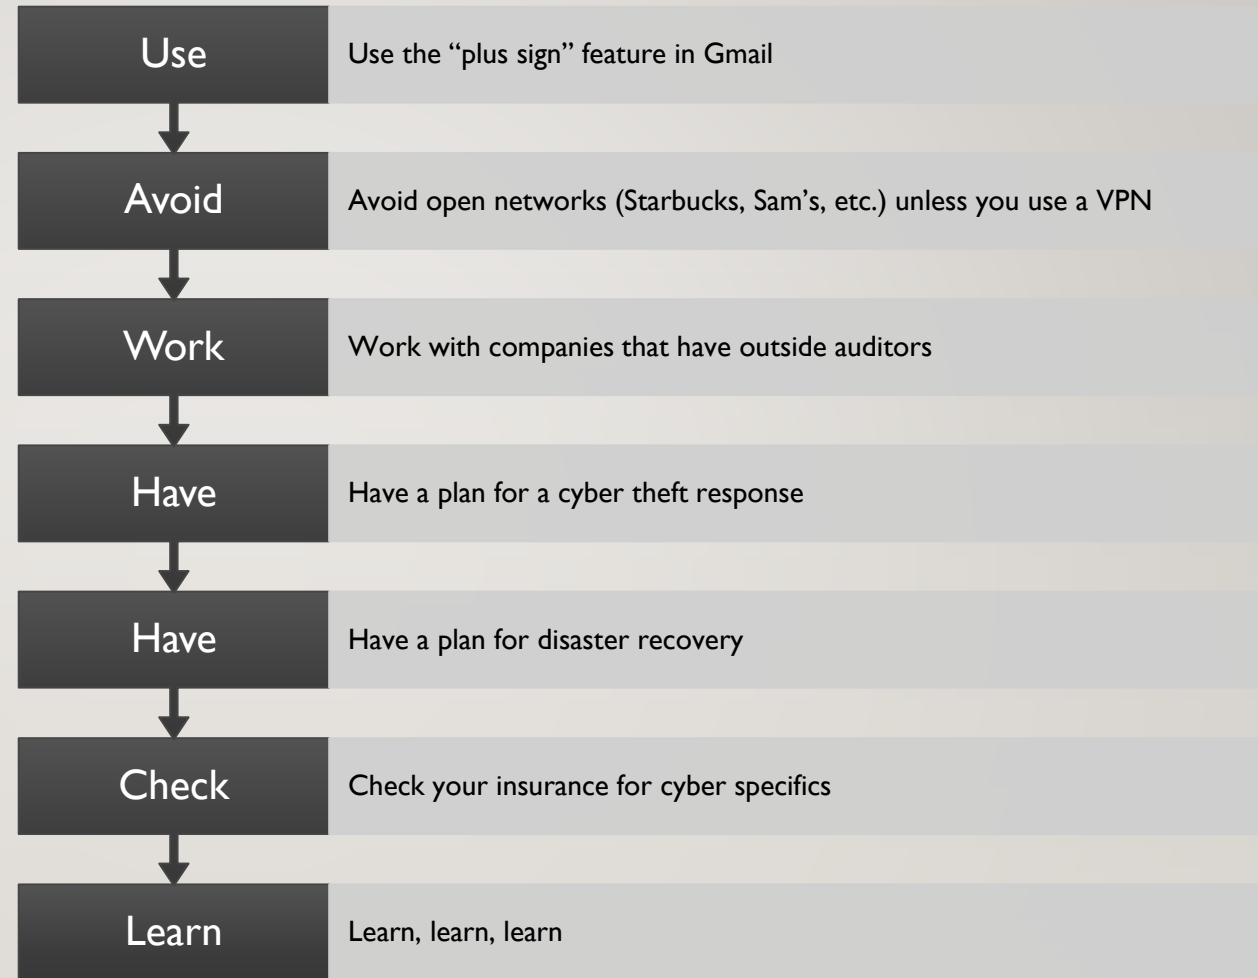 Use
Use the “plus sign” feature in Gmail
Avoid
Avoid open networks (Starbucks, Sam’s, etc.) unless you use a VPN
Work
Work with companies that have outside auditors
Have
Have a plan for a cyber theft response
Have
Have a plan for disaster recovery
Check
Check your insurance for cyber specifics
Learn
Learn, learn, learn